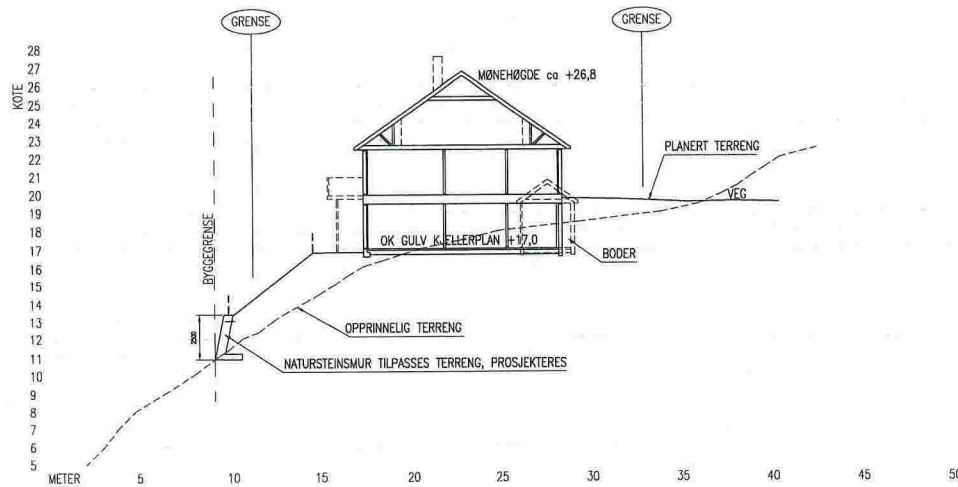 GRENSE
GRENSE
KOTE
28
27
26
25
24
23
22
21
20
19
18
17
16
15
14
13
12
11
10
9
8
7
6
5
MØNEHØGDE ca +26,8
PLANERT TERRENG
VEG
BYGGEGRENSE
OK GULV KJELLERPLAN +17,0
BODER
OPPRINNELIG TERRENG
NATURSTEINSMUR TILPASSES TERRENG, PROSJEKTERES
METER 5 10 15 20 25 30 35 40 45 50